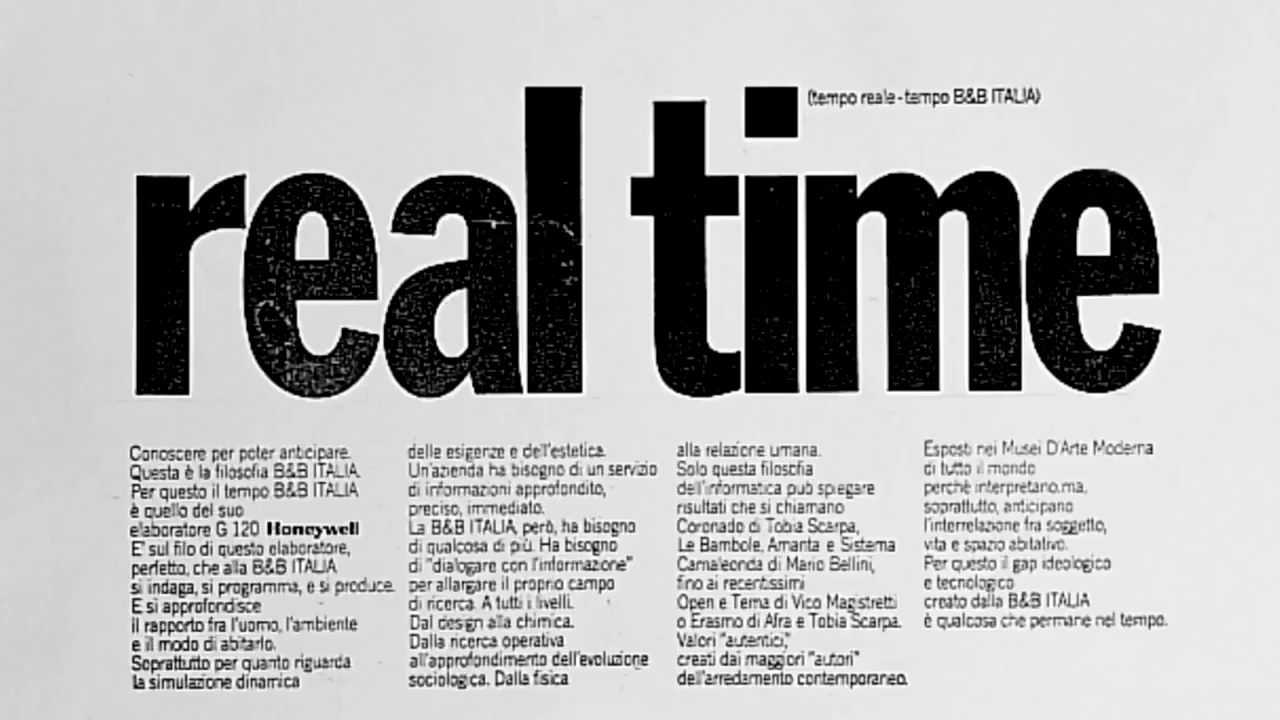 real time
(tempo reale - tempo B&B ITALIA)
Conoscere per poter anticipare.
Questa è la filosofia B&B ITALIA.
Per questo il tempo B&B ITALIA
è quello del suo
elaboratore G 120 Honeywell
E' sul filo di questo elaboratore,
perfetto, che alla B&B ITALIA
si indaga, si programma, e si produce.
E si approfondisce
il rapporto fra l'uomo, l'ambiente
e il modo di abitarlo.
Soprattutto per quanto riguarda
la simulazione dinamica
delle esigenze e dell'estetica.
Un'azienda ha bisogno di un servizio
di informazioni approfondito,
preciso, immediato.
La B&B ITALIA, però, ha bisogno
di qualcosa di più. Ha bisogno
di "dialogare con l'informazione"
per allargare il proprio campo
di ricerca. A tutti i livelli.
Dal design alla chimica.
Dalla ricerca operativa
all'approfondimento dell'evoluzione
sociologica. Dalla fisica
alla relazione umana.
Solo questa filosofia
dell'informatica può spiegare
risultati che si chiamano
Coronado di Tobia Scarpa,
Le Bambole, Amanta e Sistema
Camaleonda di Mario Bellini,
fino ai recentissimi
Open e Tema di Vico Magistretti
o Erasmo di Afra e Tobia Scarpa.
Valori "autentici",
creati dai maggiori "autori"
dell'arredamento contemporaneo.
Esposti nei Musei D'Arte Moderna
di tutto il mondo
perchè interpretano, ma,
soprattutto, anticipano
l'interrelazione fra soggetto,
vita e spazio abitativo.
Per questo il gap ideologico
e tecnologico
creato dalla B&B ITALIA
è qualcosa che permane nel tempo.